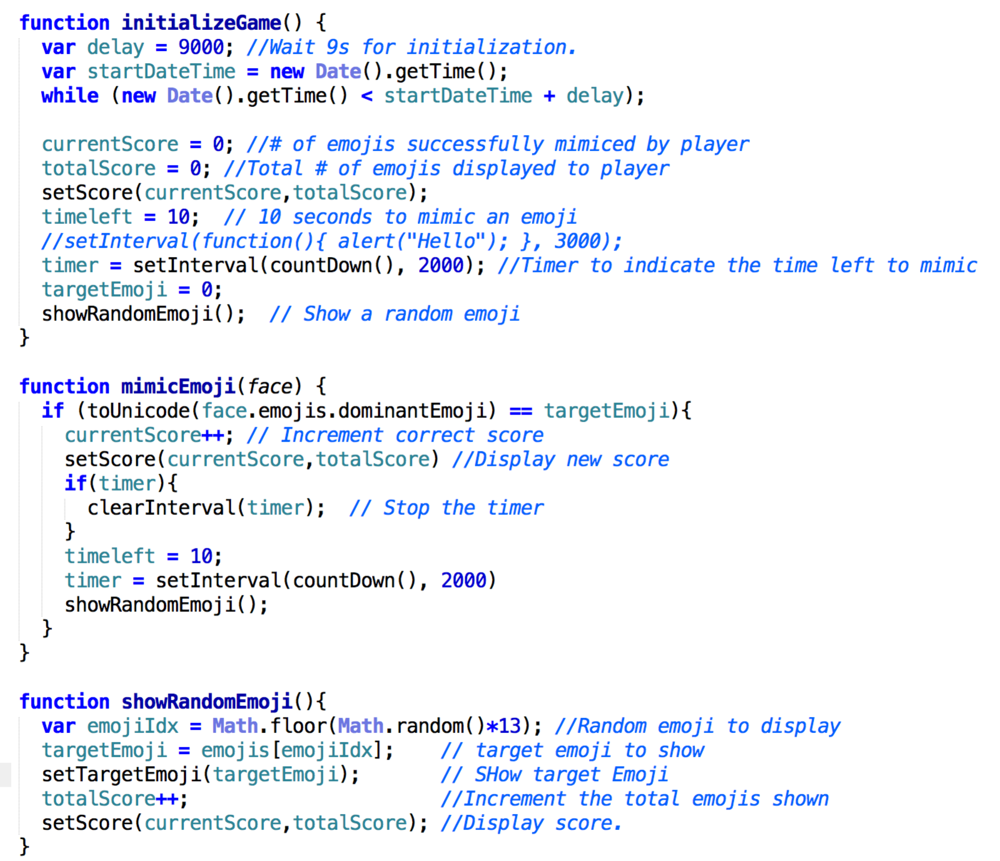 function initializeGame() {
  var delay = 9000; //Wait 9s for initialization.
  var startDateTime = new Date().getTime();
  while (new Date().getTime() < startDateTime + delay);

  currentScore = 0; //# of emojis successfully mimiced by player
  totalScore = 0; //Total # of emojis displayed to player
  setScore(currentScore,totalScore);
  timeleft = 10;  // 10 seconds to mimic an emoji
  //setInterval(function(){ alert("Hello"); }, 3000);
  timer = setInterval(countDown(), 2000); //Timer to indicate the time left to mimic
  targetEmoji = 0;
  showRandomEmoji();  // Show a random emoji
}

function mimicEmoji(face) {
  if (toUnicode(face.emojis.dominantEmoji) == targetEmoji){
    currentScore++; // Increment correct score
    setScore(currentScore,totalScore) //Display new score
    if(timer){
      clearInterval(timer);  // Stop the timer
    }
    timeleft = 10;
    timer = setInterval(countDown(), 2000)
    showRandomEmoji();
  }
}

function showRandomEmoji(){
  var emojiIdx = Math.floor(Math.random()*13); //Random emoji to display
  targetEmoji = emojis[emojiIdx];    // target emoji to show
  setTargetEmoji(targetEmoji);       // SHow target Emoji
  totalScore++;                      //Increment the total emojis shown
  setScore(currentScore,totalScore); //Display score.
}